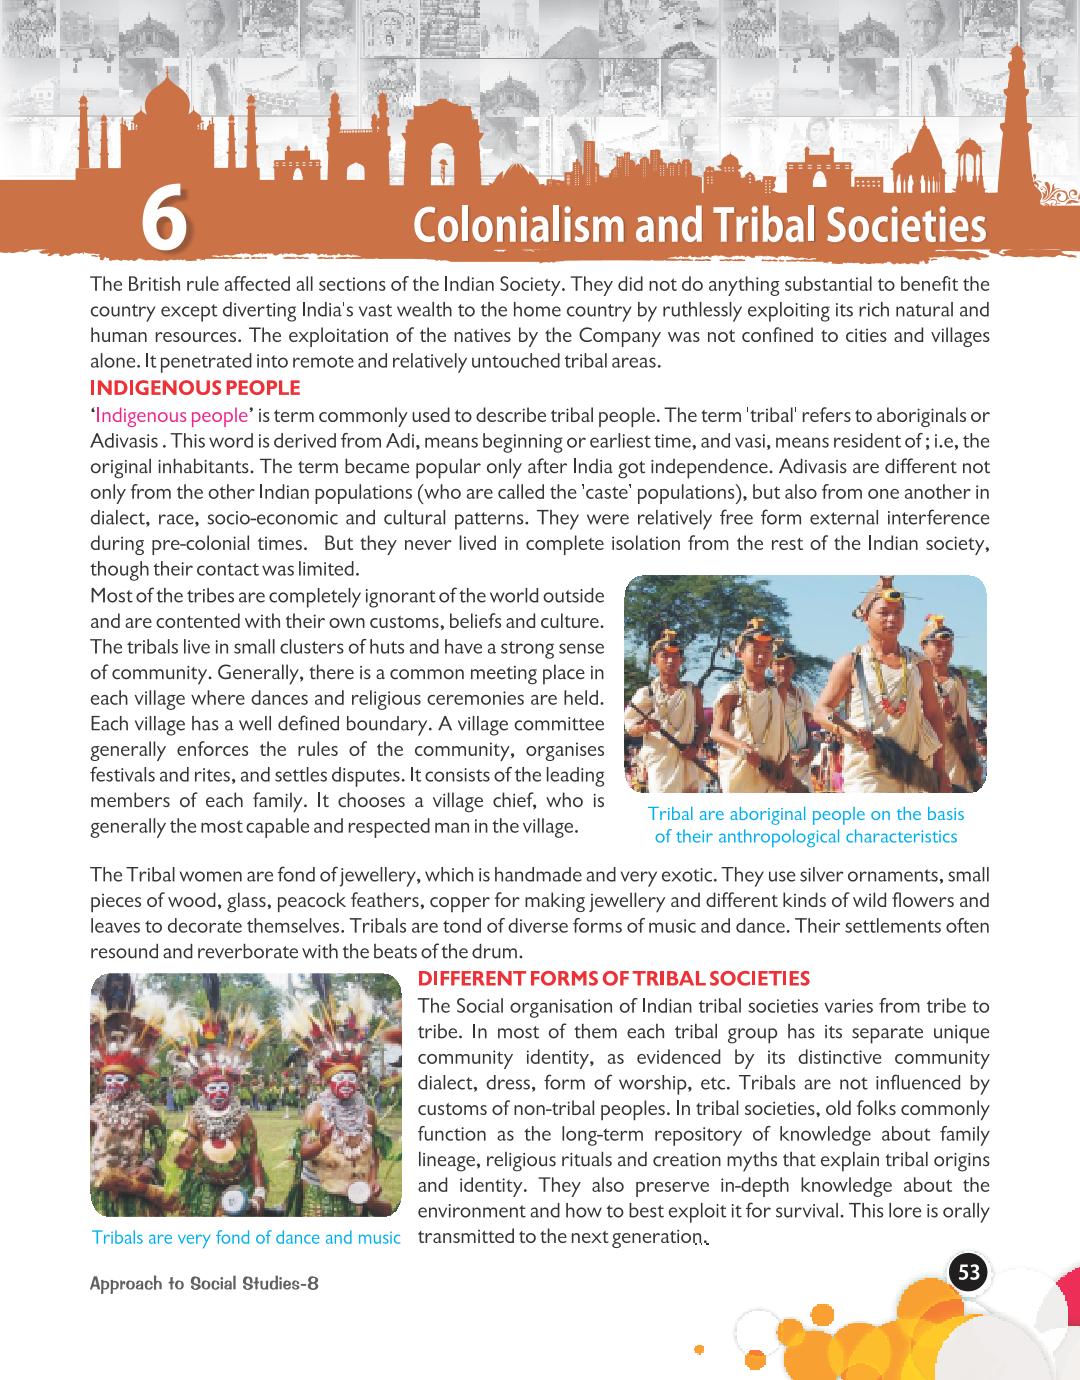 6
Colonialism and Tribal Societies
The British rule affected all sections of the Indian Society. They did not do anything substantial to benefit the
country except diverting India's vast wealth to the home country by ruthlessly exploiting its rich natural and
human resources. The exploitation of the natives by the Company was not confined to cities and villages
alone. It penetrated into remote and relatively untouched tribal areas.
INDIGENOUS PEOPLE
‘Indigenous people’ is term commonly used to describe tribal people. The term 'tribal' refers to aboriginals or
Adivasis . This word is derived from Adi, means beginning or earliest time, and vasi, means resident of ; i.e, the
original inhabitants. The term became popular only after India got independence. Adivasis are different not
only from the other Indian populations (who are called the 'caste' populations), but also from one another in
dialect, race, socio-economic and cultural patterns. They were relatively free form external interference
during pre-colonial times. But they never lived in complete isolation from the rest of the Indian society,
though their contact was limited.
Most of the tribes are completely ignorant of the world outside
and are contented with their own customs, beliefs and culture.
The tribals live in small clusters of huts and have a strong sense
of community. Generally, there is a common meeting place in
each village where dances and religious ceremonies are held.
Each village has a well defined boundary. A village committee
generally enforces the rules of the community, organises
festivals and rites, and settles disputes. It consists of the leading
members of each family. It chooses a village chief, who is
generally the most capable and respected man in the village.
Tribal are aboriginal people on the basis
of their anthropological characteristics
The Tribal women are fond of jewellery, which is handmade and very exotic. They use silver ornaments, small
pieces of wood, glass, peacock feathers, copper for making jewellery and different kinds of wild flowers and
leaves to decorate themselves. Tribals are tond of diverse forms of music and dance. Their settlements often
resound and reverborate with the beats of the drum.
DIFFERENT FORMS OF TRIBAL SOCIETIES
The Social organisation of Indian tribal societies varies from tribe to
tribe. In most of them each tribal group has its separate unique
community identity, as evidenced by its distinctive community
dialect, dress, form of worship, etc. Tribals are not influenced by
customs of non-tribal peoples. In tribal societies, old folks commonly
function as the long-term repository of knowledge about family
lineage, religious rituals and creation myths that explain tribal origins
and identity. They also preserve in-depth knowledge about the
environment and how to best exploit it for survival. This lore is orally
transmitted to the next generation.
Tribals are very fond of dance and music
Approach to Social Studies-8
53